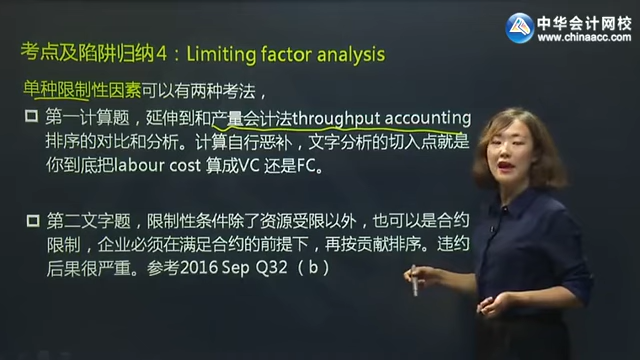 中华会计网校
www.chinaacc.com
考点及陷阱归纳4：Limiting factor analysis
单种限制性因素可以有两种考法，
第一计算题，延伸到和产量会计法throughput accounting
排序的对比和分析。计算自行恶补，文字分析的切入点就是
你到底把labour cost 算成VC 还是FC。
第二文字题，限制性条件除了资源受限以外，也可以是合约
限制，企业必须在满足合约的前提下，再按贡献排序。违约
后果很严重。参考2016 Sep Q32（b）